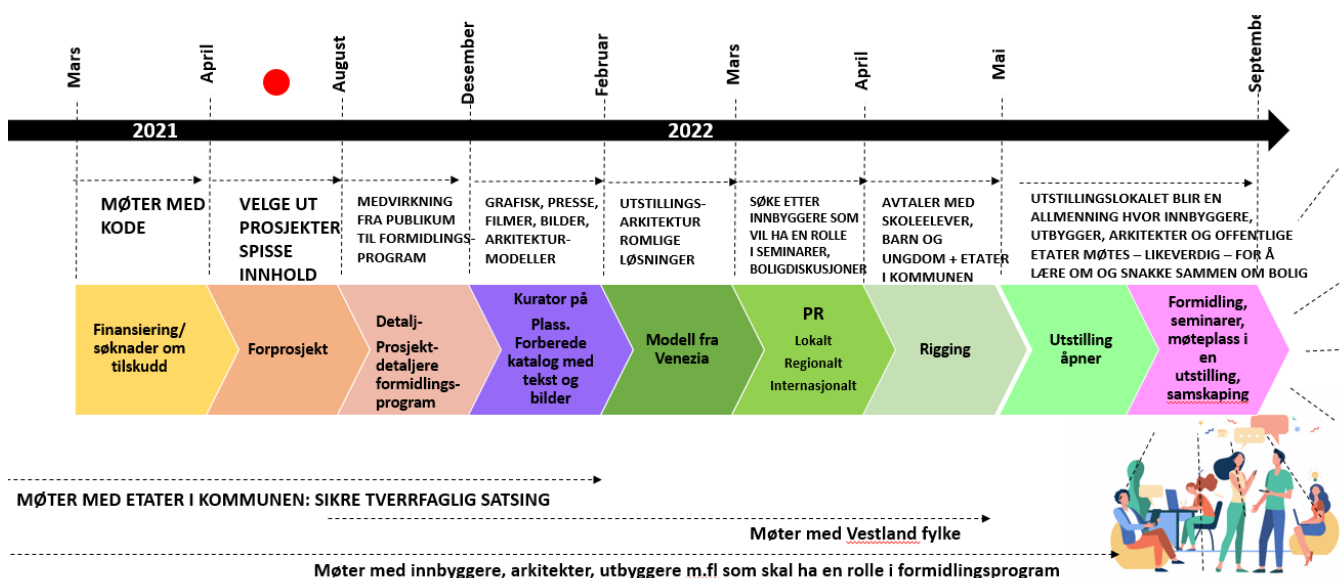 Mars
April
August
Desember
Februar
Mars
April
Mai
Septembe
2021
2022
MØTER MED
KODE
VELGE UT
PROSJEKTER
SPISSE
INNHOLD
MEDVIRKNING
FRA PUBLIKUM
TIL FORMIDLINGS-
PROGRAM
GRAFISK, PRESSE,
FILMER, BILDER,
ARKITEKTUR-
MODELLER
UTSTILLINGS-
ARKITEKTUR
ROMLIGE
LØSNINGER
SØKE ETTER
INNBYGGERE SOM
VIL HA EN ROLLE
I SEMINARER,
BOLIGDISKUSJONER
AVTALER MED
SKOLEELEVER,
BARN OG
UNGDOM + ETATER
I KOMMUNEN
UTSTILLINGSLOKALET BLIR EN
ALLMENNING HVOR INNBYGGERE,
UTBYGGER, ARKITEKTER OG OFFENTLIGE
ETATER MØTES – LIKEVERDIG – FOR Å
LÆRE OM OG SNAKKE SAMMEN OM BOLIG
Finansiering/
søknader om
tilskudd
Forprosjekt
Detalj-
Prosjekt-
detaljere
formidlings-
program
Kurator på
Plass.
Forberede
katalog med
tekst og
bilder
Modell fra
Venezia
PR
Lokalt
Regionalt
Internasjonalt
Rigging
Utstilling
åpner
Formidling,
seminarer,
møteplass i
en
utstilling,
samskaping
MØTER MED ETATER I KOMMUNEN: SIKRE TVERRFAGLIG SATSING
Møter med Vestland fylke
Møter med innbyggere, arkitekter, utbyggere m.fl som skal ha en rolle i formidlingsprogram